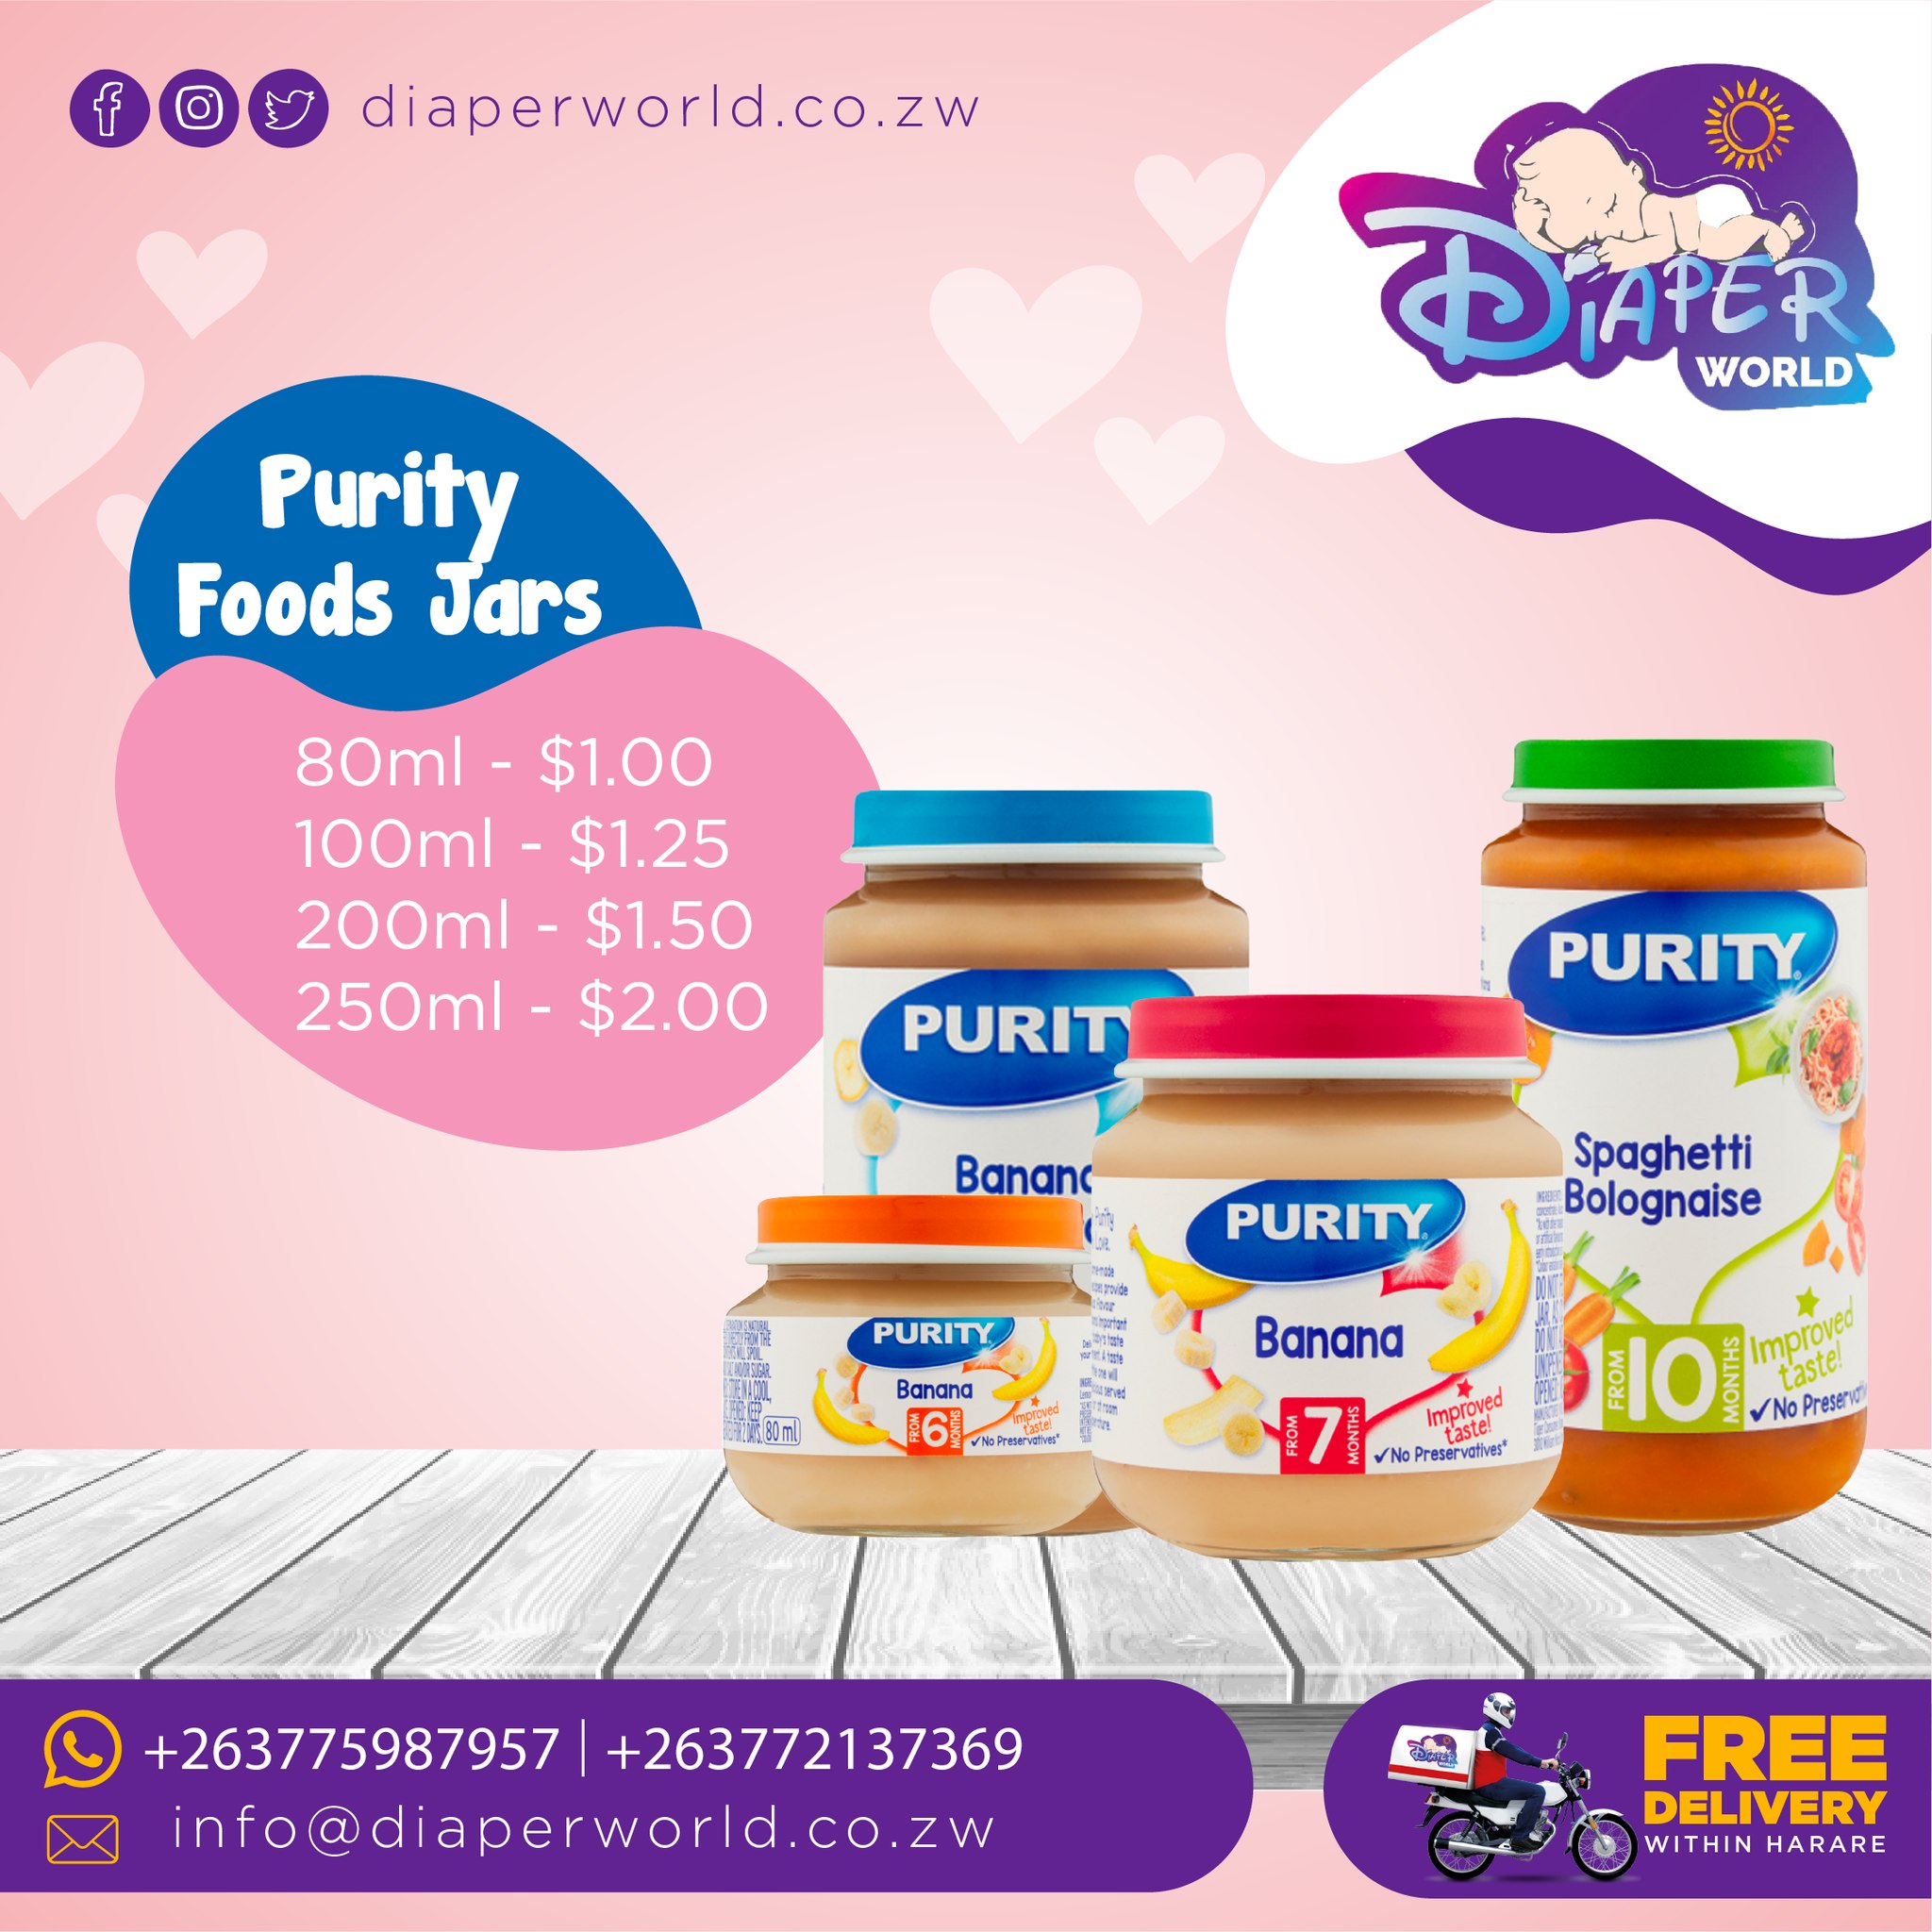 diaperworld.co.zw
DiAPER
WORLD
Purity
Foods Jars
80ml - $1.00
100ml - $1.25
200ml - $1.50
250ml - $2.00
PURITY
Spaghetti
Bolognaise
FROM 10 MONTHS
Improved
taste!
✓No
PURITY
Banana
FROM 7 MONTHS
Improved
taste!
✓No Preservatives*
PURITY
Banana
FROM 6 MONTHS
Improved
taste!
✓No Preservatives*
80 ml
+263775987957 | +263772137369
info@diaperworld.co.zw
FREE
DELIVERY
WITHIN HARARE